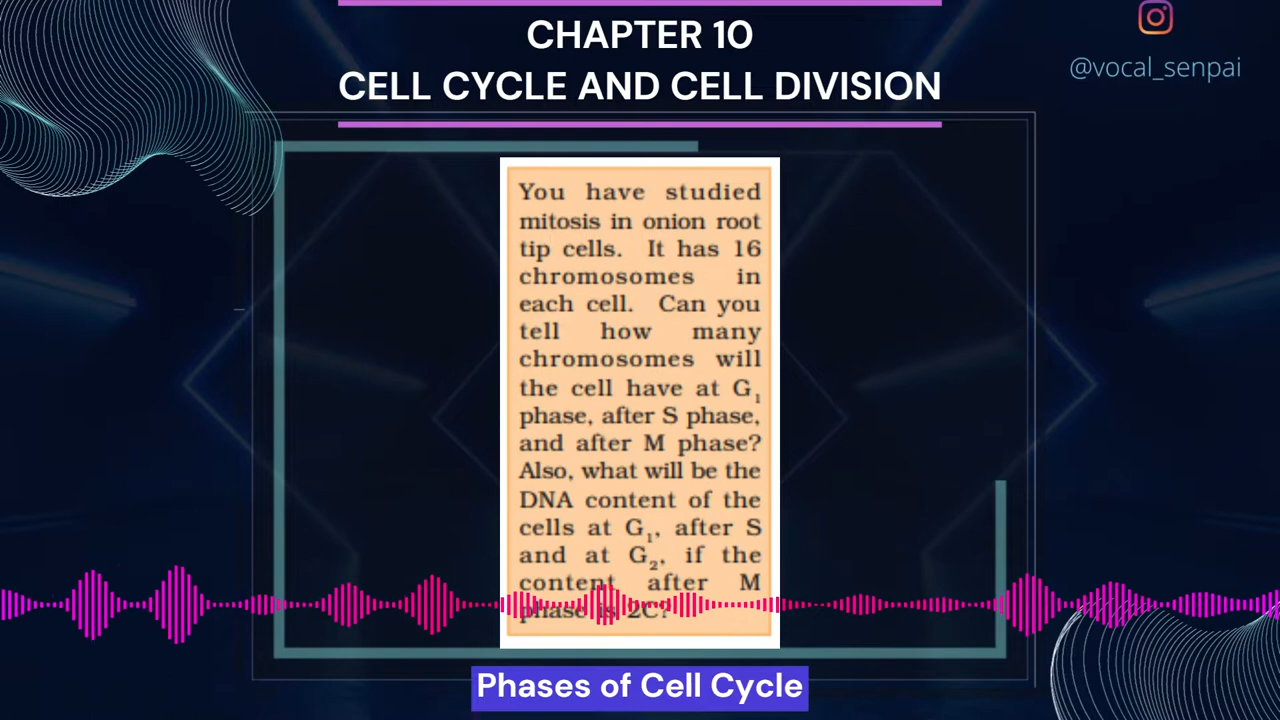 CHAPTER 10
CELL CYCLE AND CELL DIVISION
@vocal_senpai
You have studied
mitosis in onion root
tip cells. It has 16
chromosomes in
each cell. Can you
tell how many
chromosomes will
the cell have at G₁
phase, after S phase,
and after M phase?
Also, what will be the
DNA content of the
cells at G₁, after S
and at G₂, if the
content after M
phase is 2C?
Phases of Cell Cycle